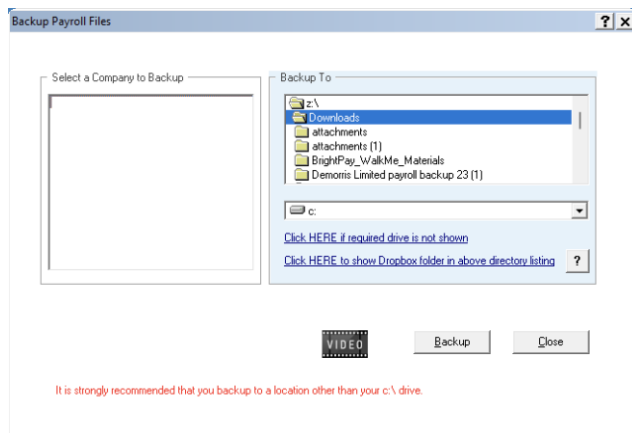 Backup Payroll Files
? x
Select a Company to Backup
Backup To
z:\
Downloads
attachments
attachments (1)
BrightPay_WalkMe_Materials
Demorris Limited payroll backup 23 (1)
c:
Click HERE if required drive is not shown
Click HERE to show Dropbox folder in above directory listing ?
VIDEO Backup Close
It is strongly recommended that you backup to a location other than your c:\ drive.